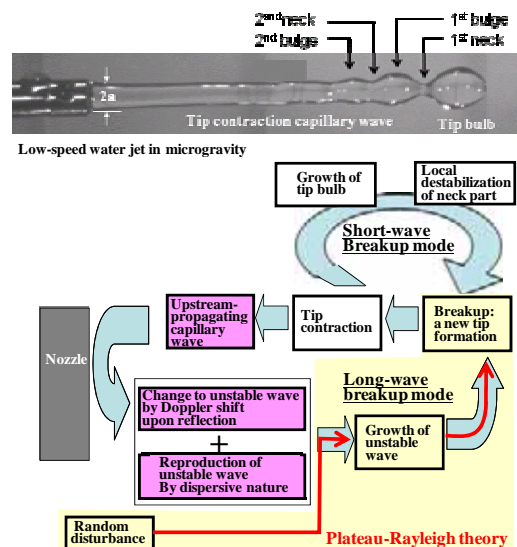 2nd neck
1st bulge
2nd bulge
1st neck
2a
Tip contraction capillary wave
Tip bulb
Low-speed water jet in microgravity
Growth of
tip bulb
Local
destabilization
of neck part
Short-wave
Breakup mode
Upstream-
propagating
capillary
wave
Tip
contraction
Breakup:
a new tip
formation
Nozzle
Long-wave
breakup mode
Change to unstable wave
by Doppler shift
upon reflection
+
Reproduction of
unstable wave
By dispersive nature
Growth of
unstable
wave
Random
disturbance
Plateau-Rayleigh theory